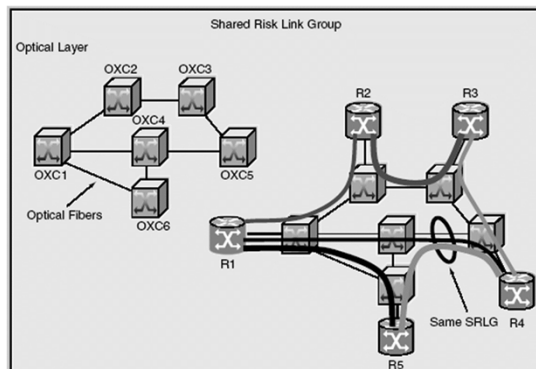 Shared Risk Link Group
Optical Layer
OXC2
OXC3
OXC4
OXC1
OXC5
OXC6
Optical Fibers
R2
R3
R1
R5
Same SRLG
R4